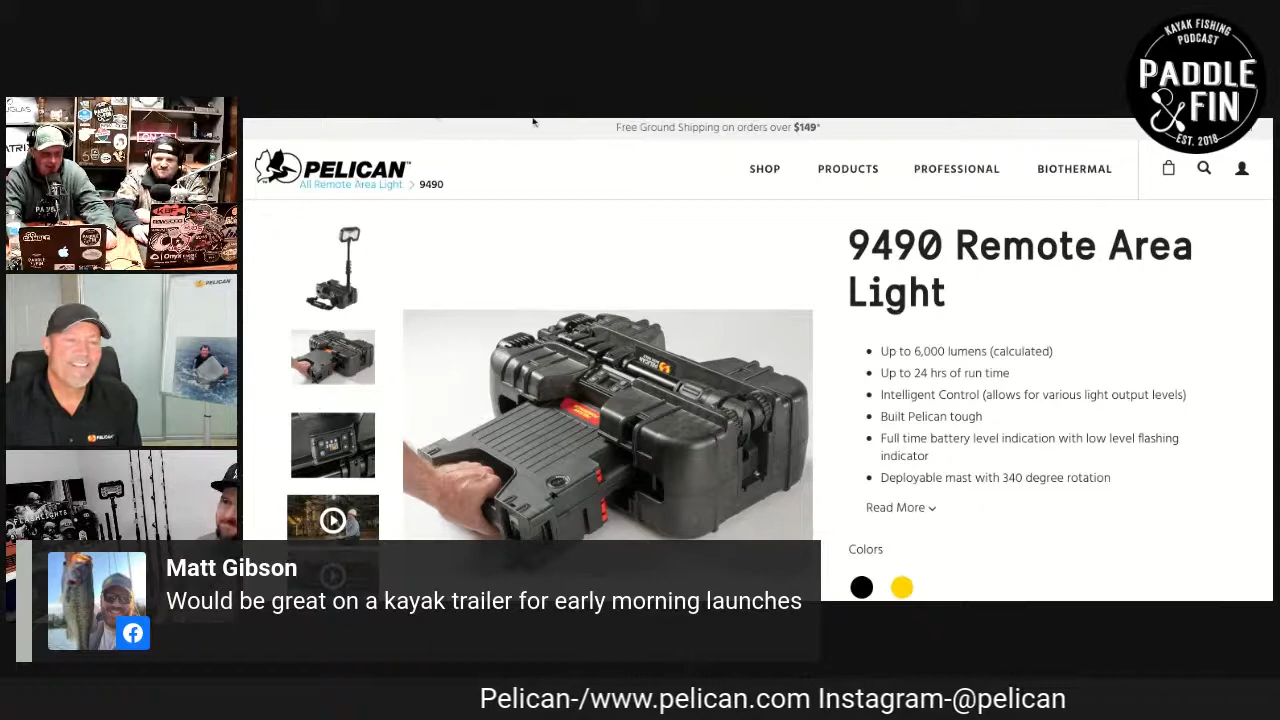 KAYAK FISHING
PODCAST
PADDLE
& FIN
EST. 2018
Free Ground Shipping on orders over $149*
PELICAN™
All Remote Area Light > 9490
SHOP PRODUCTS PROFESSIONAL BIOTHERMAL
9490 Remote Area
Light
• Up to 6,000 lumens (calculated)
• Up to 24 hrs of run time
• Intelligent Control (allows for various light output levels)
• Built Pelican tough
• Full time battery level indication with low level flashing
indicator
• Deployable mast with 340 degree rotation
Read More
Colors
PELICAN
Matt Gibson
Would be great on a kayak trailer for early morning launches
Pelican-/www.pelican.com Instagram-@pelican